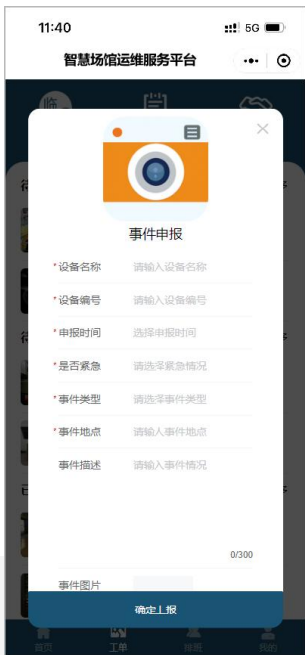 11:40
5G
智慧场馆运维服务平台
临
事件申报
*设备名称 请输入设备名称
*设备编号 请输入设备编号
*申报时间 选择申报时间
*是否紧急 请选择紧急情况
*事件类型 请选择事件类型
*事件地点 请输入事件地点
事件描述 请输入事件情况
0/300
事件图片
确定上报
首页 工单 排班 我的